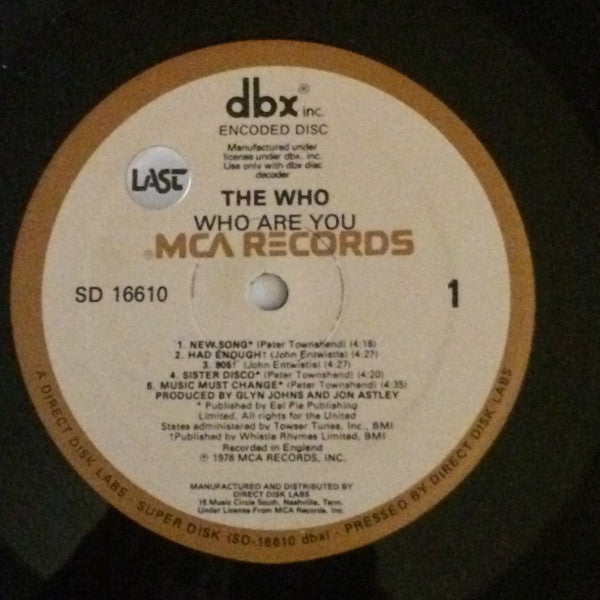 dbx® inc.
ENCODED DISC
Manufactured under
license under dbx, inc.
Use only with dbx disc
decoder
LAST
THE WHO
WHO ARE YOU
®MCA RECORDS
SD 16610
1
1. NEW SONG* (Peter Townshend) (4:18)
2. HAD ENOUGH† (John Entwistle) (4:27)
3. 905† (John Entwistle) (4:27)
4. SISTER DISCO* (Peter Townshend) (4:20)
5. MUSIC MUST CHANGE* (Peter Townshend) (4:35)
PRODUCED BY GLYN JOHNS AND JON ASTLEY
* Published by Eel Pie Publishing
Limited, All rights for the United
States administered by Towser Tunes, Inc., BMI
†Published by Whistle Rhymes Limited, BMI
Recorded in England
℗ 1978 MCA RECORDS, INC.
MANUFACTURED AND DISTRIBUTED BY
DIRECT DISK LABS
16 Music Circle South, Nashville, Tenn.
Under License From MCA Records, Inc.
A DIRECT DISK LABS - SUPER DISK (SD-16610 dbx) - PRESSED BY DIRECT DISK LABS